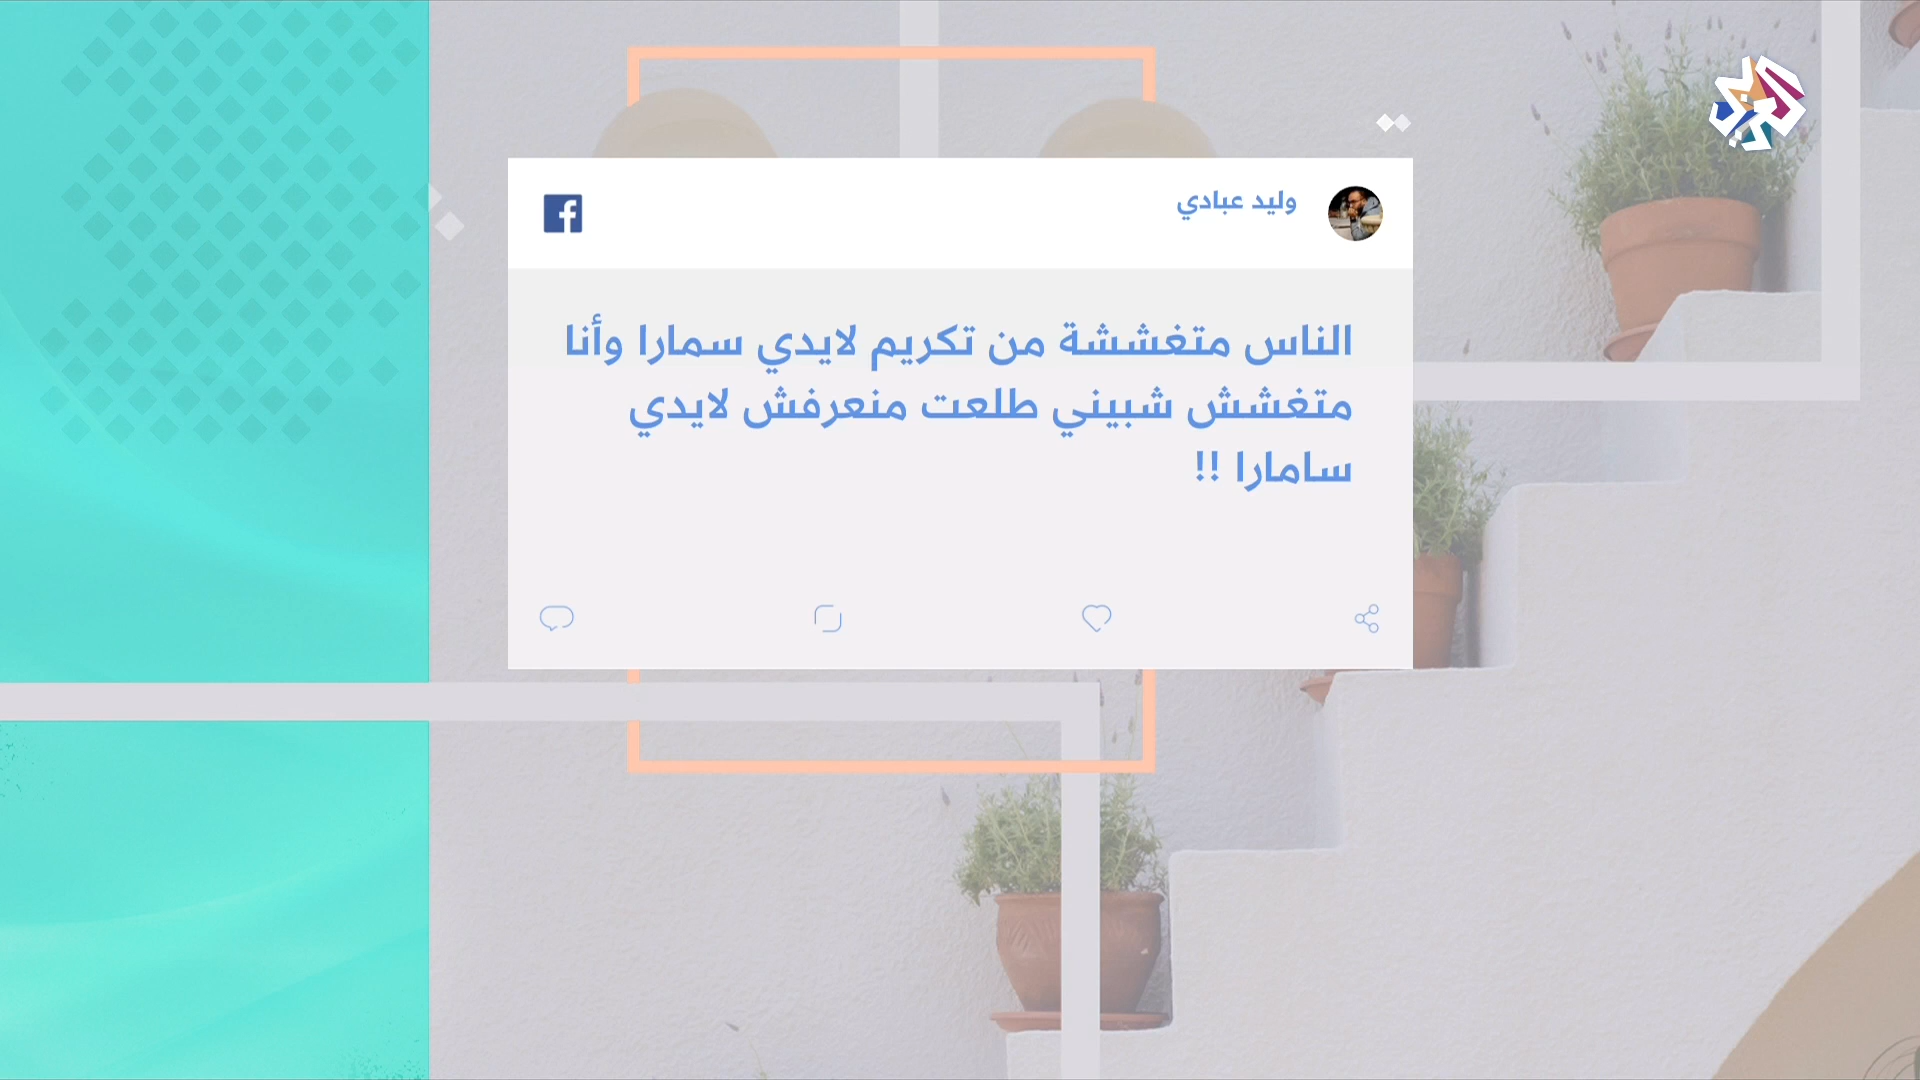 وليد عبادي
الناس متغششة من تكريم لايدي سمارا وأنا
متغشش شبيني طلعت منعرفش لايدي
سامارا !!